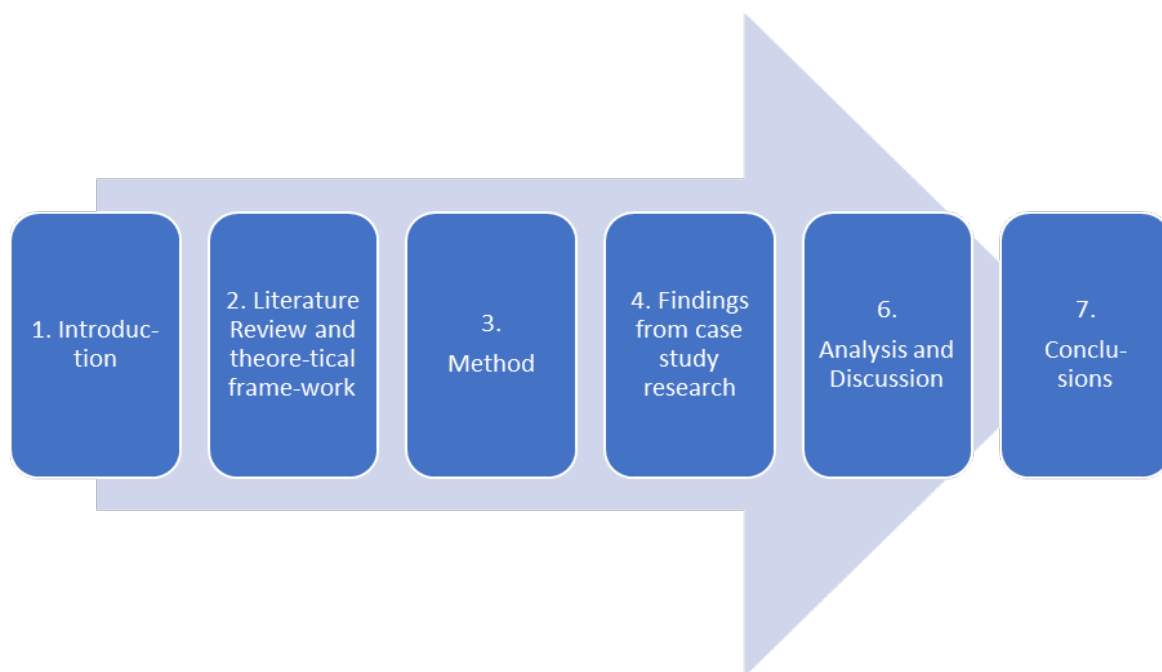 1. Introduc-
tion
2. Literature
Review and
theore-tical
frame-work
3.
Method
4. Findings
from case
study
research
6.
Analysis and
Discussion
7.
Conclu-
sions